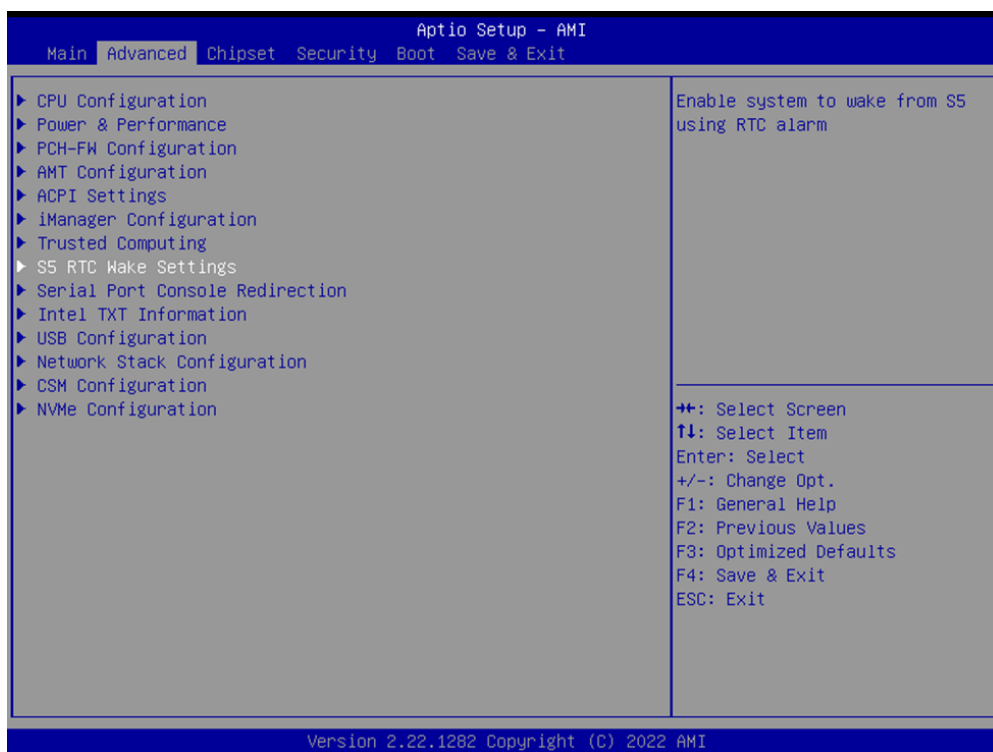 Aptio Setup – AMI
Main Advanced Chipset Security Boot Save & Exit
▶ CPU Configuration
▶ Power & Performance
▶ PCH-FW Configuration
▶ AMT Configuration
▶ ACPI Settings
▶ iManager Configuration
▶ Trusted Computing
▶ S5 RTC Wake Settings
▶ Serial Port Console Redirection
▶ Intel TXT Information
▶ USB Configuration
▶ Network Stack Configuration
▶ CSM Configuration
▶ NVMe Configuration
Enable system to wake from S5
using RTC alarm
→←: Select Screen
↑↓: Select Item
Enter: Select
+/-: Change Opt.
F1: General Help
F2: Previous Values
F3: Optimized Defaults
F4: Save & Exit
ESC: Exit
Version 2.22.1282 Copyright (C) 2022 AMI